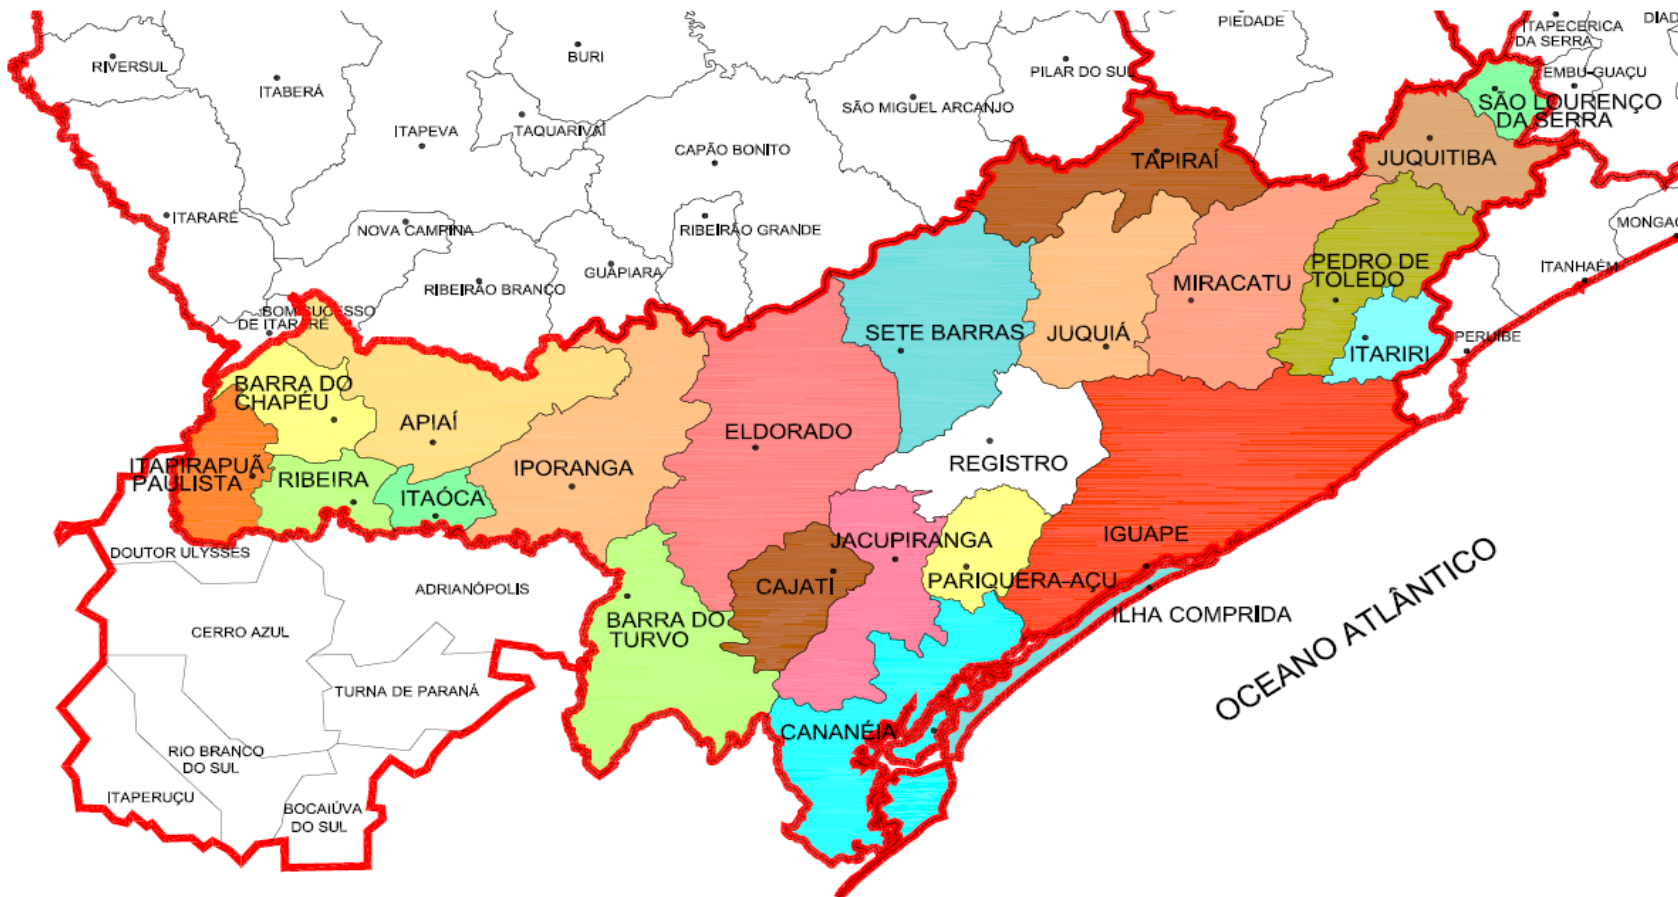 PIEDADE
ITAPECERICA
DA SERRA
DIAD
RIVERSUL
BURI
PILAR DO SUL
EMBU-GUAÇU
ITABERÁ
SÃO MIGUEL ARCANJO
SÃO LOURENÇO
DA SERRA
ITAPEVA
TAQUARIVAÍ
CAPÃO BONITO
TAPIRAÍ
JUQUITIBA
ITARARÉ
NOVA CAMPINA
RIBEIRÃO GRANDE
MONGAG
GUAPIARA
RIBEIRÃO BRANCO
PEDRO DE
TOLEDO
ITANHAÉM
MIRACATU
BOM SUCESSO
DE ITARARÉ
SETE BARRAS
JUQUIÁ
ITARIRI
PERUÍBE
BARRA DO
CHAPÉU
APIAÍ
ELDORADO
ITAPIRAPUÃ
PAULISTA
RIBEIRA
ITAÓCA
IPORANGA
REGISTRO
IGUAPE
JACUPIRANGA
DOUTOR ULYSSES
ADRIANÓPOLIS
CAJATÍ
PARIQUERA-AÇU
ILHA COMPRIDA
BARRA DO
TURVO
CERRO AZUL
OCEANO ATLÂNTICO
TURNA DE PARANÁ
CANANÉIA
RIO BRANCO
DO SUL
ITAPERUÇU
BOCAIÚVA
DO SUL